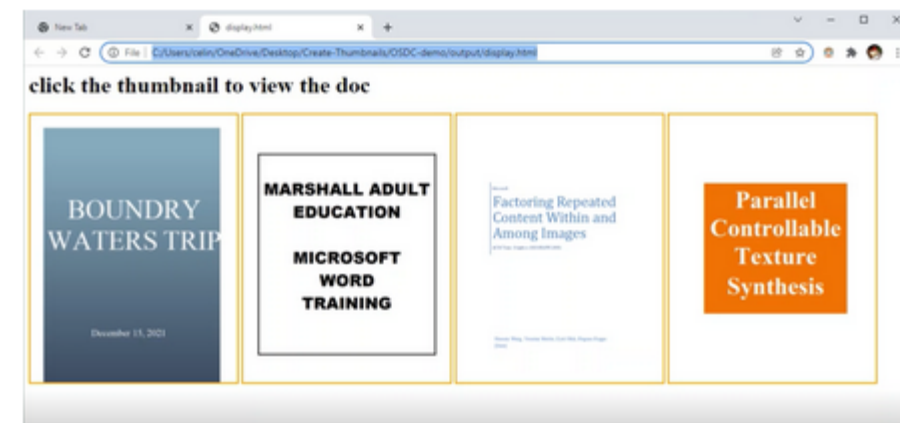 New Tab
display.html
File
C:/Users/celin/OneDrive/Desktop/Create-Thumbnails/OSDC-demo/output/display.html
click the thumbnail to view the doc
BOUNDRY
WATERS TRIP
December 15, 2021
MARSHALL ADULT
EDUCATION
MICROSOFT
WORD
TRAINING
Factoring Repeated
Content Within and
Among Images
Parallel
Controllable
Texture
Synthesis